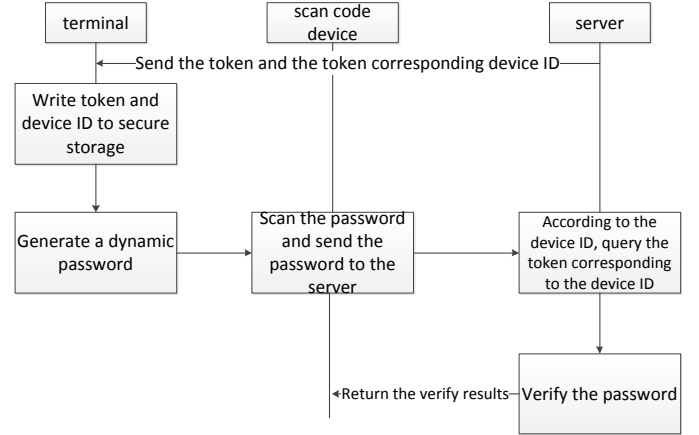 terminal
scan code
device
server
Send the token and the token corresponding device ID
Write token and
device ID to secure
storage
Generate a dynamic
password
Scan the password
and send the
password to the
server
According to the
device ID, query the
token corresponding
to the device ID
Return the verify results
Verify the password